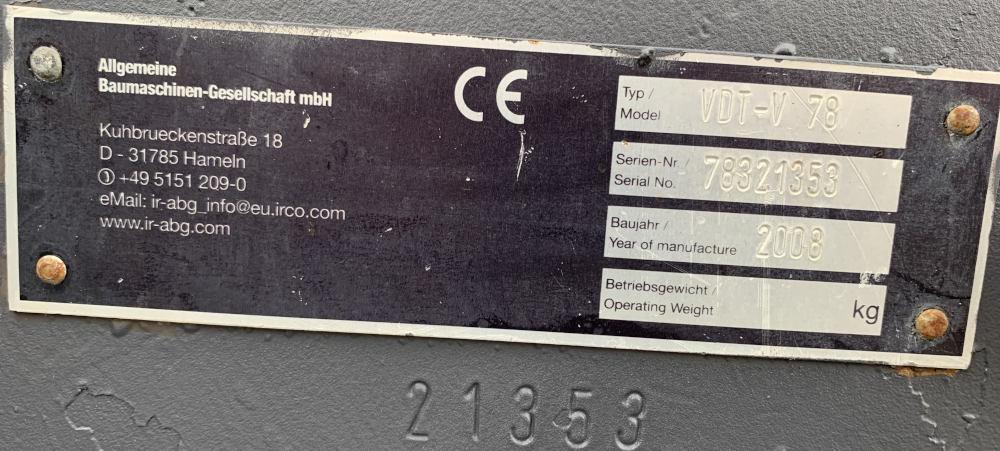 Allgemeine
Baumaschinen-Gesellschaft mbH
Kuhbrueckenstraße 18
D - 31785 Hameln
+49 5151 209-0
eMail: ir-abg_info@eu.irco.com
www.ir-abg.com
CE
Typ /
Model VDT-V 78
Serien-Nr. /
Serial No. 78321353
Baujahr /
Year of manufacture 2008
Betriebsgewicht /
Operating Weight kg
21353